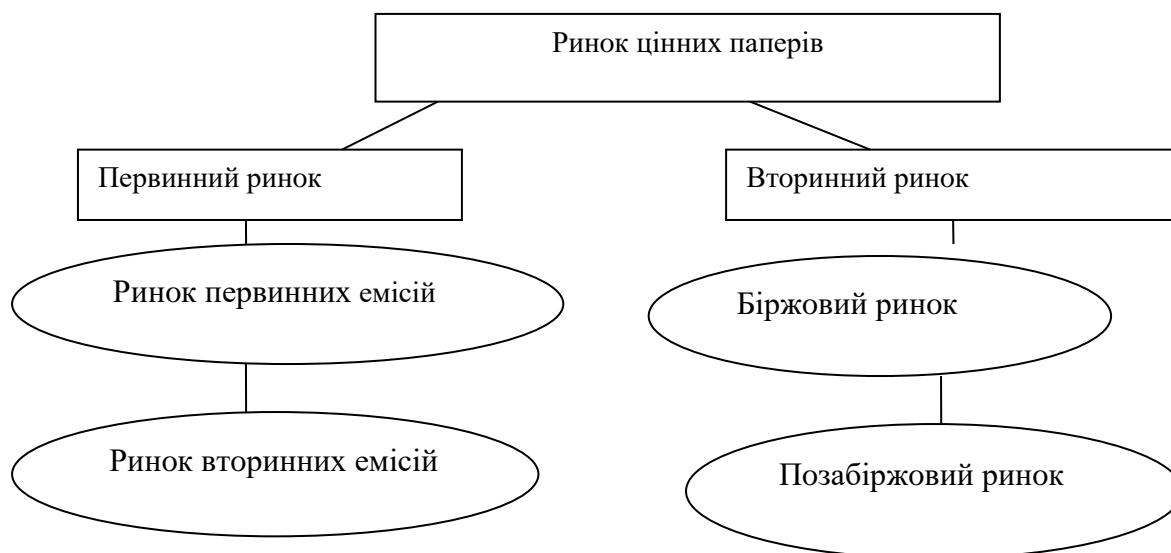 Ринок цінних паперів
Первинний ринок
Вторинний ринок
Ринок первинних емісій
Біржовий ринок
Ринок вторинних емісій
Позабіржовий ринок